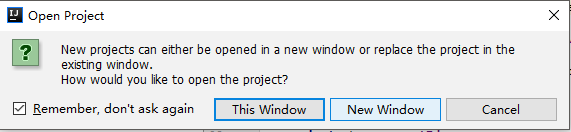 IJ Open Project
New projects can either be opened in a new window or replace the project in the
existing window.
How would you like to open the project?
Remember, don't ask again This Window New Window Cancel